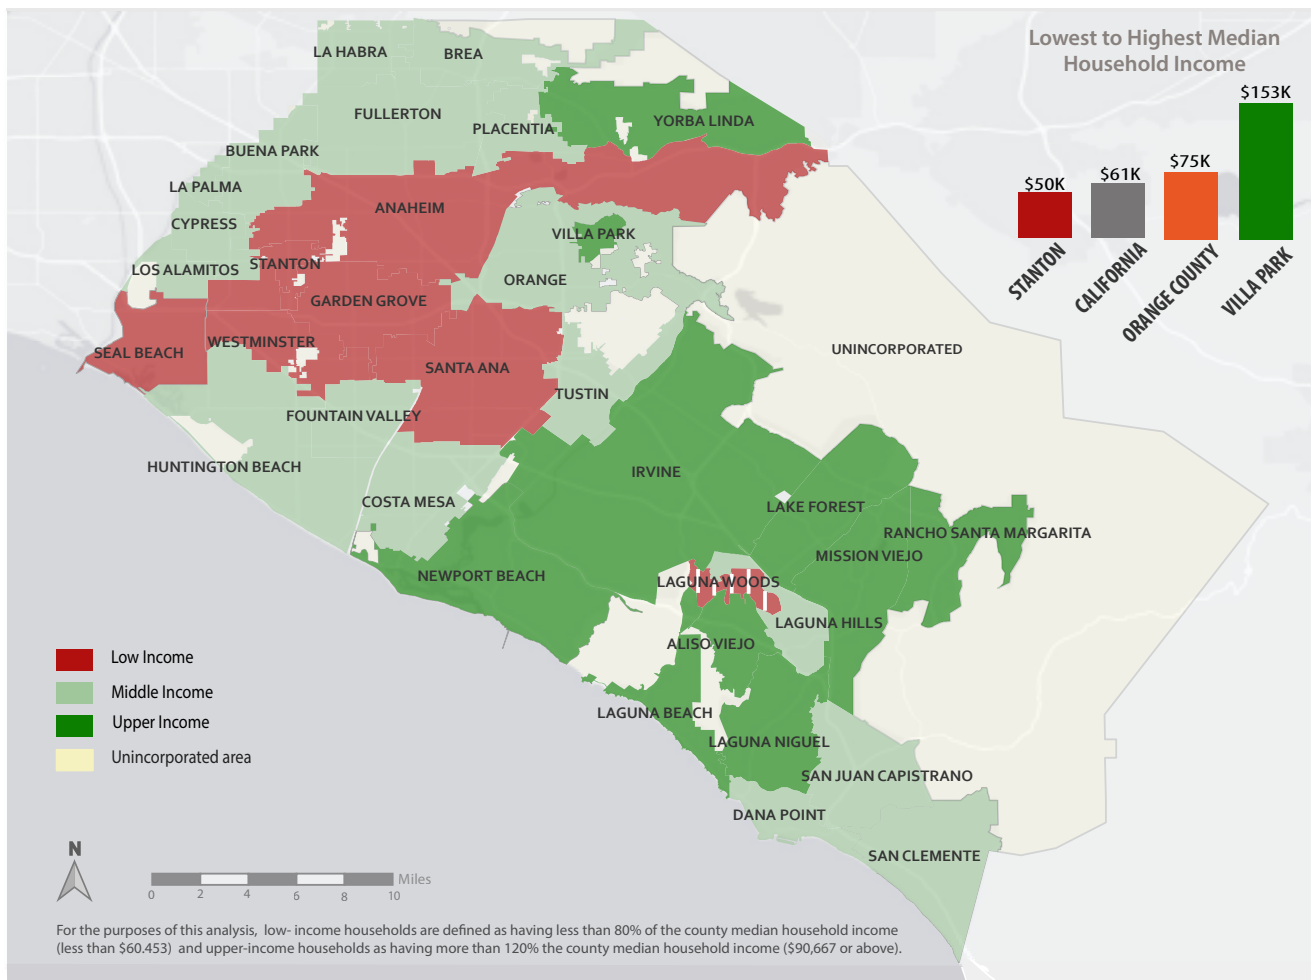 Lowest to Highest Median
Household Income
$153K
$75K
$61K
$50K
STANTON
CALIFORNIA
ORANGE COUNTY
VILLA PARK
LA HABRA
BREA
FULLERTON
PLACENTIA
YORBA LINDA
BUENA PARK
LA PALMA
ANAHEIM
CYPRESS
VILLA PARK
LOS ALAMITOS
STANTON
ORANGE
GARDEN GROVE
SEAL BEACH
WESTMINSTER
UNINCORPORATED
SANTA ANA
TUSTIN
FOUNTAIN VALLEY
HUNTINGTON BEACH
IRVINE
COSTA MESA
LAKE FOREST
RANCHO SANTA MARGARITA
MISSION VIEJO
NEWPORT BEACH
LAGUNA WOODS
LAGUNA HILLS
ALISO VIEJO
LAGUNA BEACH
LAGUNA NIGUEL
SAN JUAN CAPISTRANO
DANA POINT
SAN CLEMENTE
Low Income
Middle Income
Upper Income
Unincorporated area
N
Miles
0 2 4 6 8 10
For the purposes of this analysis, low- income households are defined as having less than 80% of the county median household income
(less than $60.453) and upper-income households as having more than 120% the county median household income ($90,667 or above).